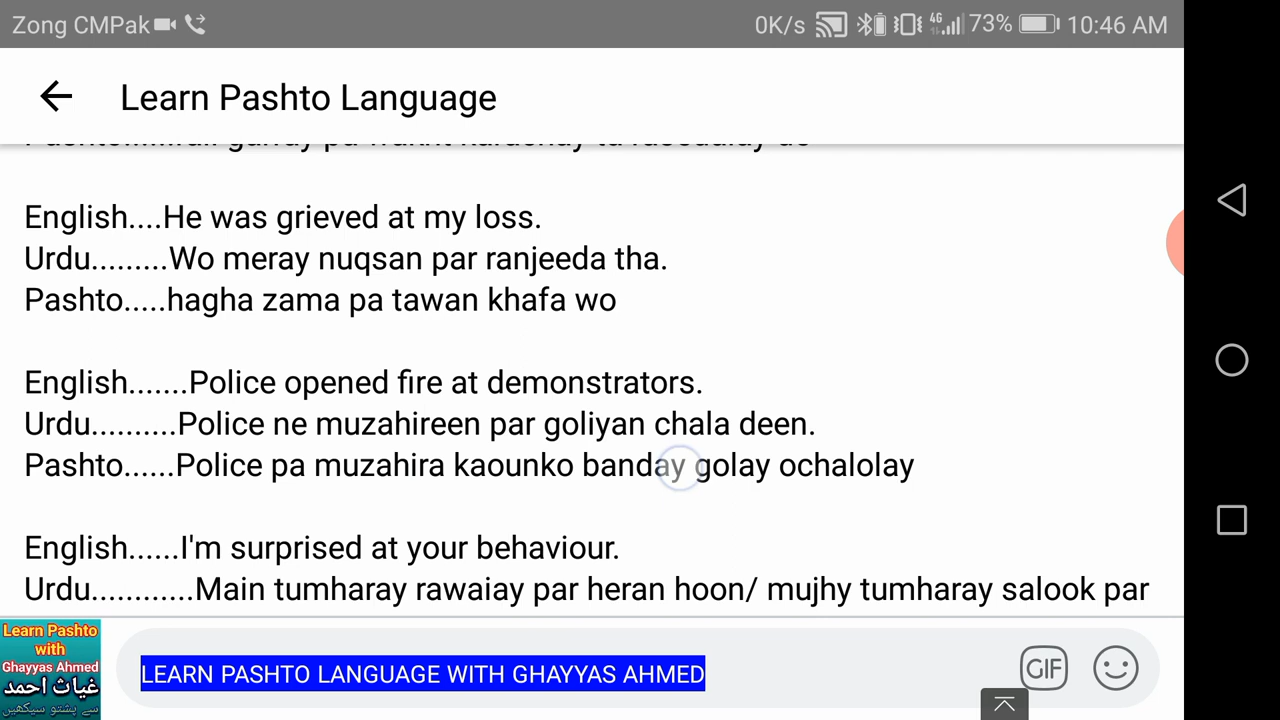 Zong CMPak
0K/s 4G 73% 10:46 AM
Learn Pashto Language
English....He was grieved at my loss.
Urdu.........Wo meray nuqsan par ranjeeda tha.
Pashto.....hagha zama pa tawan khafa wo
English.......Police opened fire at demonstrators.
Urdu..........Police ne muzahireen par goliyan chala deen.
Pashto......Police pa muzahira kaounko banday golay ochalolay
English......I'm surprised at your behaviour.
Urdu............Main tumharay rawaiay par heran hoon/ mujhy tumharay salook par
Learn Pashto
with
Ghayyas Ahmed
غیاث احمد
سے پشتو سیکھیں
LEARN PASHTO LANGUAGE WITH GHAYYAS AHMED
GIF